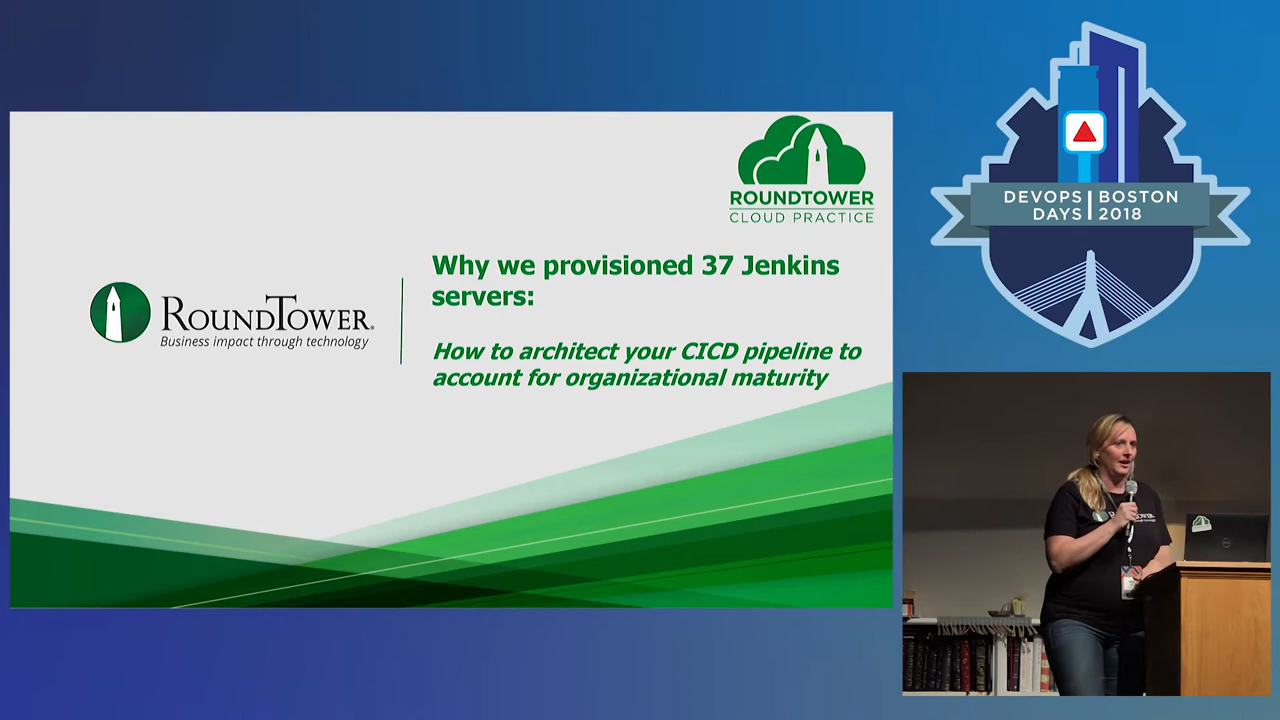 ROUNDTOWER
CLOUD PRACTICE
Why we provisioned 37 Jenkins
servers:
How to architect your CICD pipeline to
account for organizational maturity
ROUNDTOWER®
Business impact through technology
DEVOPS BOSTON
DAYS 2018